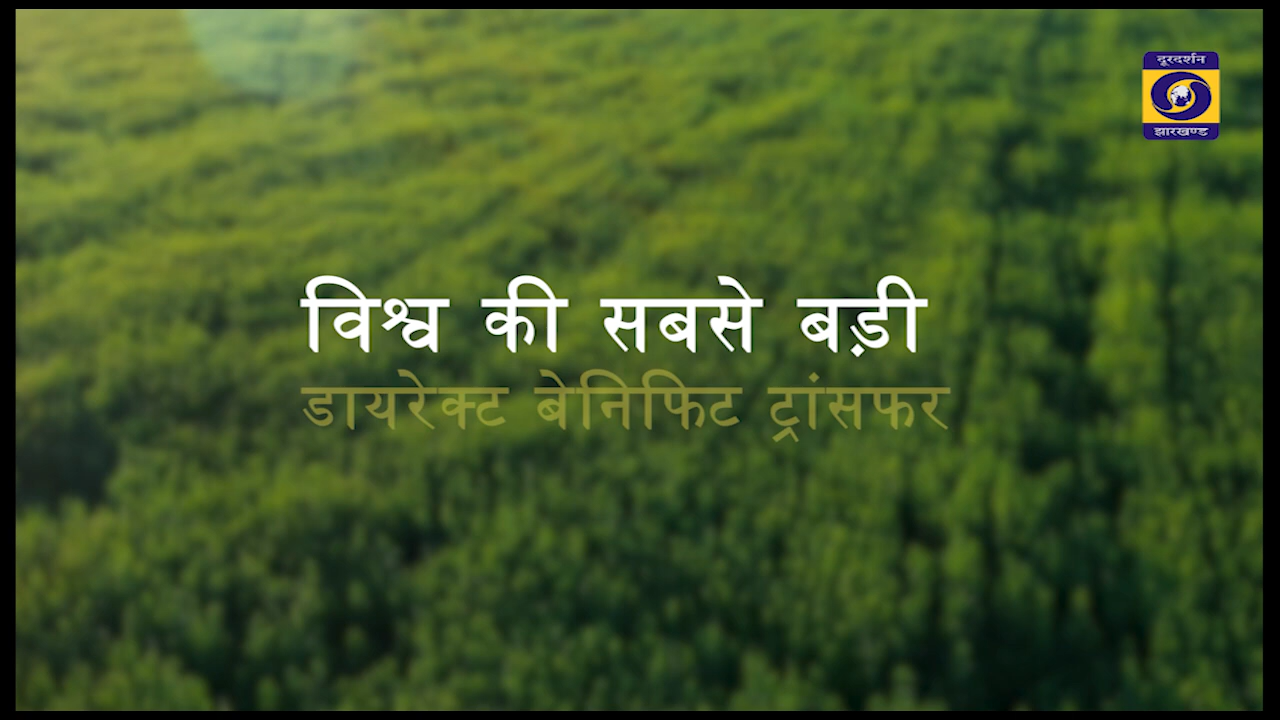 दूरदर्शन
झारखण्ड
विश्व की सबसे बड़ी
डायरेक्ट बेनिफिट ट्रांसफर